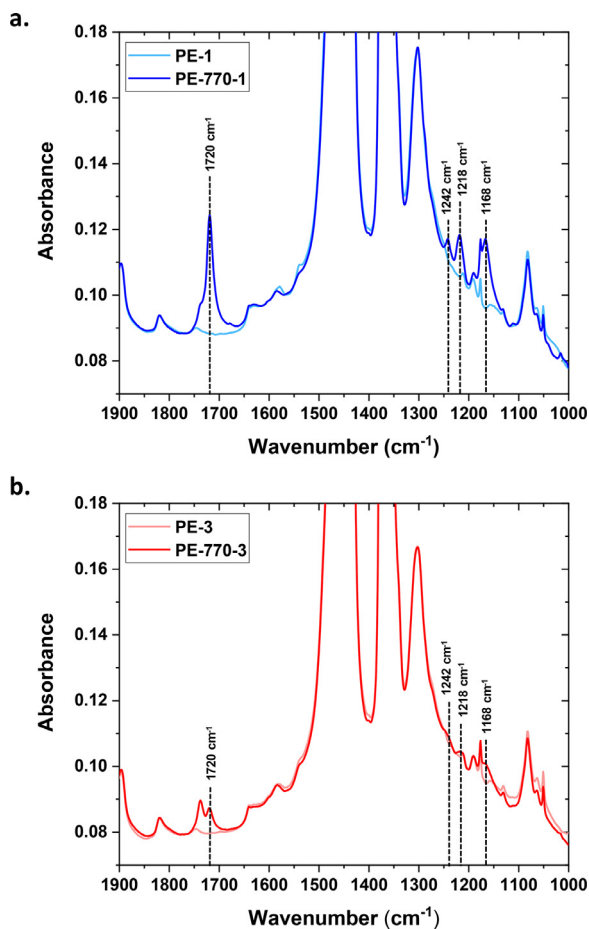 a.
0.18
0.16
0.14
0.12
0.10
0.08
Absorbance
PE-1
PE-770-1
1720 cm⁻¹
1242 cm⁻¹
1218 cm⁻¹
1168 cm⁻¹
1900 1800 1700 1600 1500 1400 1300 1200 1100 1000
Wavenumber (cm⁻¹)
b.
0.18
0.16
0.14
0.12
0.10
0.08
Absorbance
PE-3
PE-770-3
1720 cm⁻¹
1242 cm⁻¹
1218 cm⁻¹
1168 cm⁻¹
1900 1800 1700 1600 1500 1400 1300 1200 1100 1000
Wavenumber (cm⁻¹)